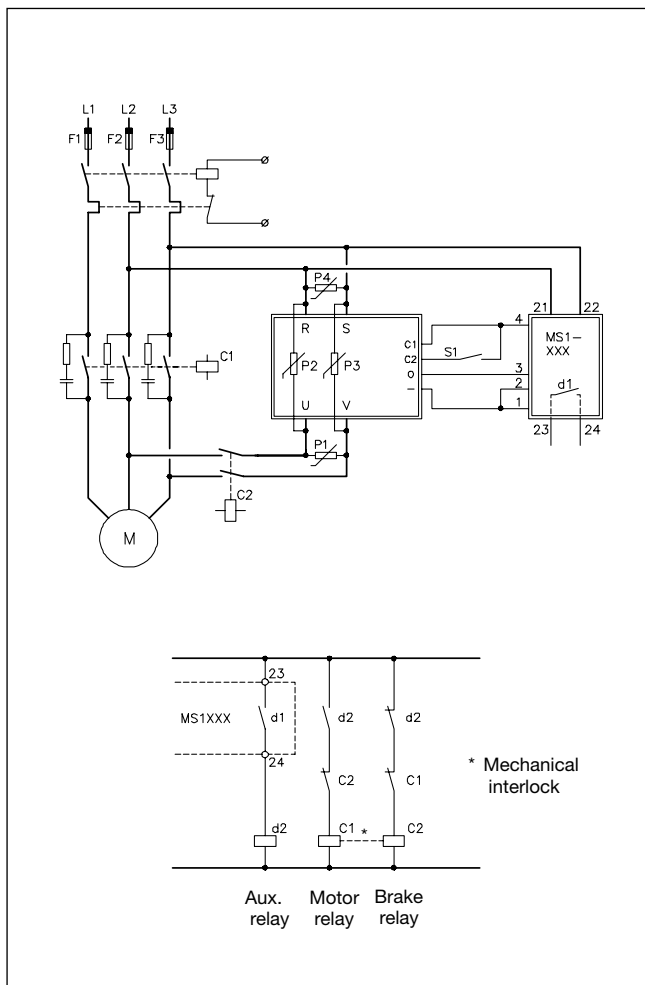 L1 L2 L3
F1 F2 F3
P4
21 22
R S
4
C1
MS1-
XXX
C1
C2
S1
P2 P3
O
3
–
2
d1
U V
1
23 24
P1
C2
M
23
MS1XXX
d1
d2
d2
24
C2
C1
* Mechanical
interlock
d2
C1
*
C2
Aux.
relay
Motor
relay
Brake
relay